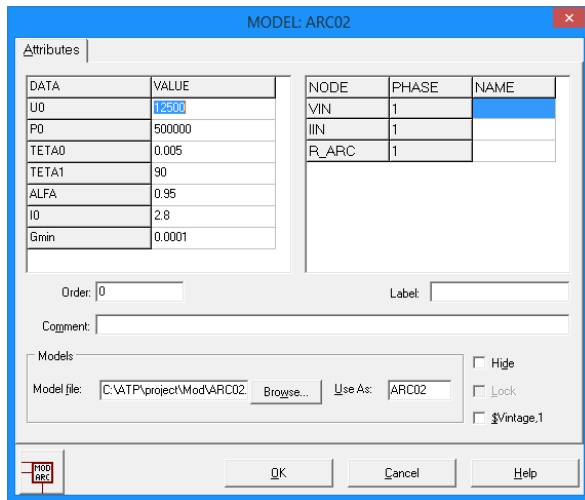 MODEL: ARC02
Attributes
DATA VALUE
U0 12500
P0 500000
TETA0 0.005
TETA1 90
ALFA 0.95
I0 2.8
Gmin 0.0001
NODE PHASE NAME
VIN 1
IIN 1
R_ARC 1
Order: 0
Label:
Comment:
Models
Model file: C:\ATP\project\Mod\ARC02. Browse... Use As: ARC02
Hide
Lock
$Vintage,1
MOD
ARC
OK Cancel Help